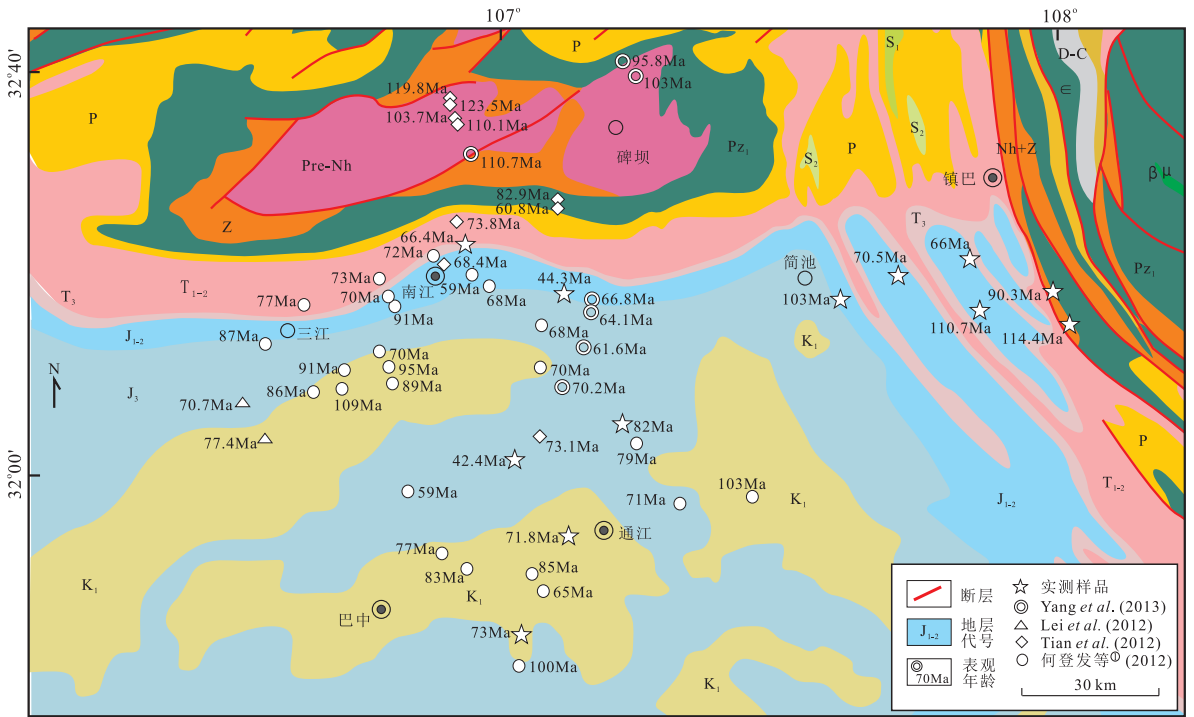 107°
108°
32°40'
32°00'
N
P
95.8Ma
103Ma
S₁
D-C
∈
119.8Ma
123.5Ma
103.7Ma
110.1Ma
P
碑坝
Pz₁
S₂
S₂
P
Nh+Z
βμ
Pre-Nh
110.7Ma
镇巴
82.9Ma
60.8Ma
Z
73.8Ma
T₃
66.4Ma
72Ma
68.4Ma
66Ma
简池
70.5Ma
Pz₁
73Ma
南江
59Ma
44.3Ma
T₃
T₁₋₂
70Ma
68Ma
66.8Ma
103Ma
90.3Ma
77Ma
91Ma
64.1Ma
110.7Ma
114.4Ma
J₁₋₂
87Ma
三江
68Ma
61.6Ma
K₁
70Ma
91Ma
95Ma
70Ma
J₃
86Ma
109Ma
89Ma
70.2Ma
70.7Ma
77.4Ma
82Ma
73.1Ma
79Ma
P
42.4Ma
T₁₋₂
59Ma
71Ma
103Ma
K₁
J₁₋₂
71.8Ma
通江
77Ma
83Ma
85Ma
K₁
K₁
65Ma
巴中
73Ma
100Ma
K₁
断层
J₁₋₂
地层
代号
70Ma
表观
年龄
实测样品
Yang et al. (2013)
Lei et al. (2012)
Tian et al. (2012)
何登发等① (2012)
30 km